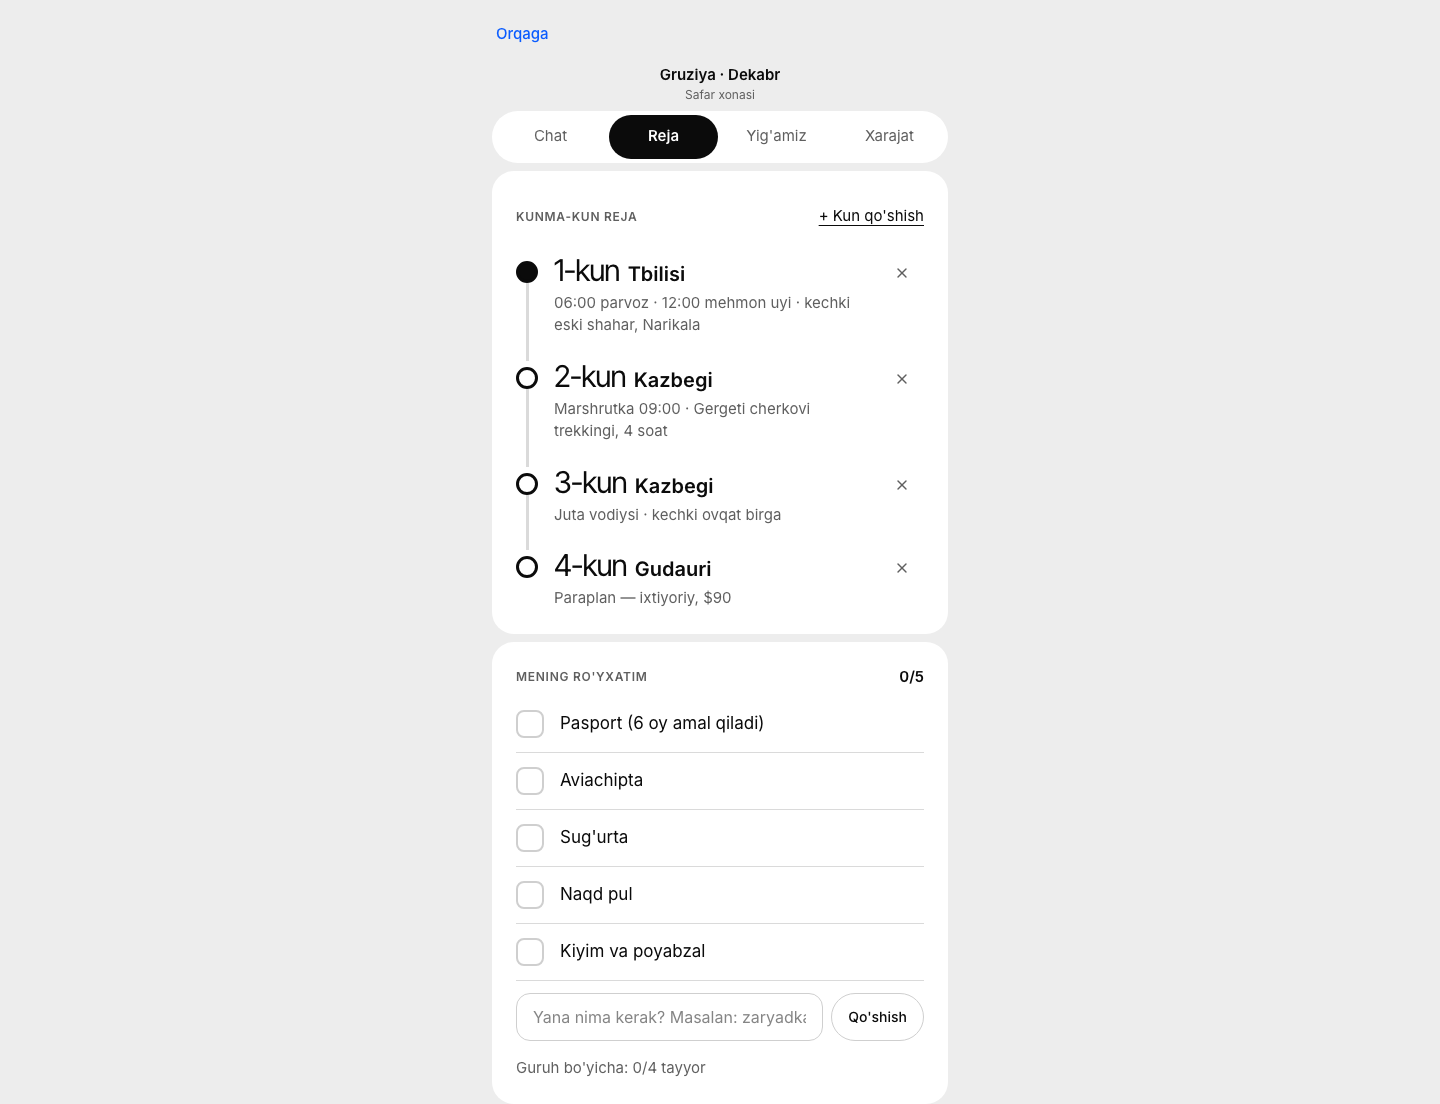 Orqaga
Gruziya · Dekabr
Safar xonasi
Chat
Reja
Yig'amiz
Xarajat
KUNMA-KUN REJA
+ Kun qo'shish
1-kun Tbilisi ×
06:00 parvoz · 12:00 mehmon uyi · kechki
eski shahar, Narikala
2-kun Kazbegi ×
Marshrutka 09:00 · Gergeti cherkovi
trekkingi, 4 soat
3-kun Kazbegi ×
Juta vodiysi · kechki ovqat birga
4-kun Gudauri ×
Paraplan — ixtiyoriy, $90
MENING RO'YXATIM
0/5
Pasport (6 oy amal qiladi)
Aviachipta
Sug'urta
Naqd pul
Kiyim va poyabzal
Yana nima kerak? Masalan: zaryadka
Qo'shish
Guruh bo'yicha: 0/4 tayyor